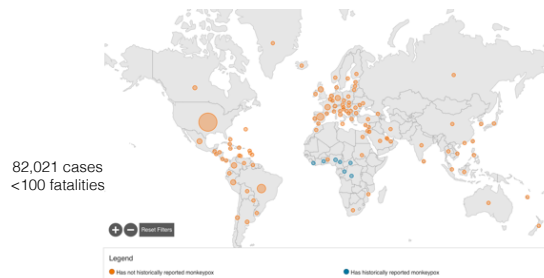 82,021 cases
<100 fatalities
Reset Filters
Legend
Has not historically reported monkeypox
Has historically reported monkeypox